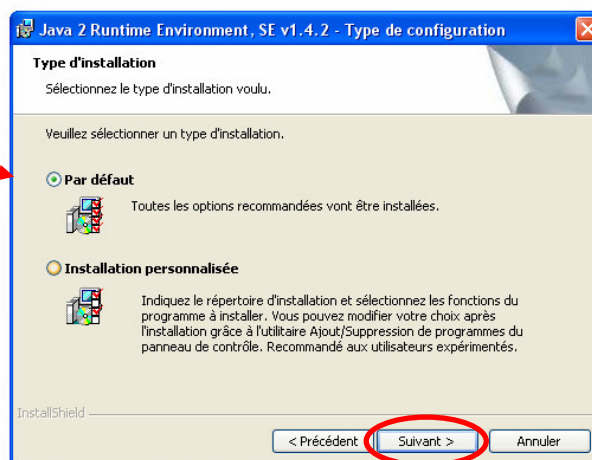 Java 2 Runtime Environment, SE v1.4.2 - Type de configuration
Type d'installation
Sélectionnez le type d'installation voulu.
Veuillez sélectionner un type d'installation.
Par défaut
Toutes les options recommandées vont être installées.
Installation personnalisée
Indiquez le répertoire d'installation et sélectionnez les fonctions du
programme à installer. Vous pouvez modifier votre choix après
l'installation grâce à l'utilitaire Ajout/Suppression de programmes du
panneau de contrôle. Recommandé aux utilisateurs expérimentés.
InstallShield
< Précédent Suivant > Annuler